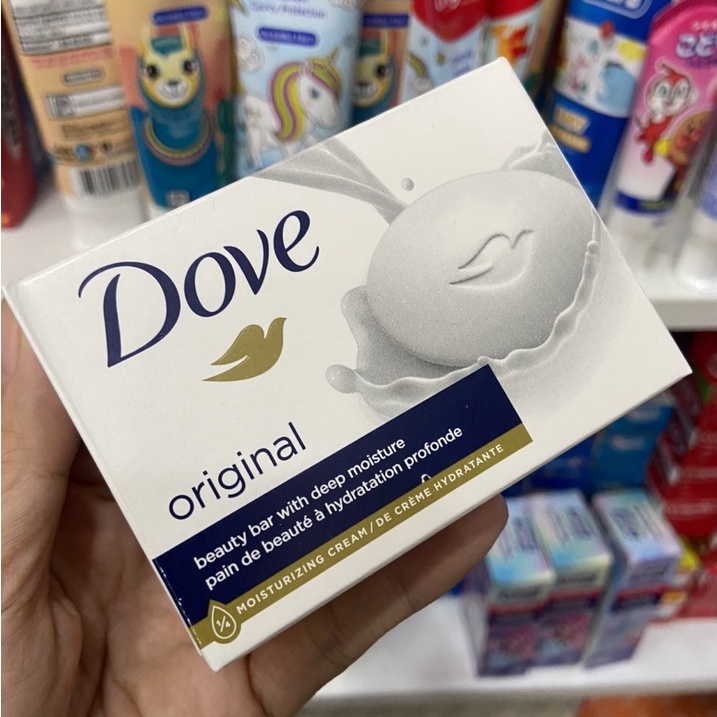 Dove
original
beauty bar with deep moisture
pain de beauté à hydratation profonde
1/4 MOISTURIZING CREAM / DE CRÈME HYDRATANTE